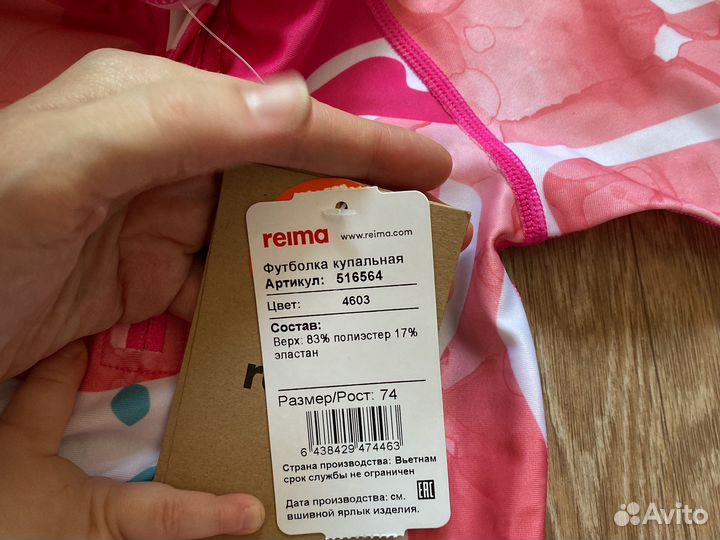 reima www.reima.com
Футболка купальная
Артикул: 516564
Цвет: 4603
Состав:
Верх: 83% полиэстер 17%
эластан
Размер/Рост: 74
6 438429 474463
Страна производства: Вьетнам
срок службы не ограничен
Дата производства: см.
вшивной ярлык изделия.
EAC
Avito